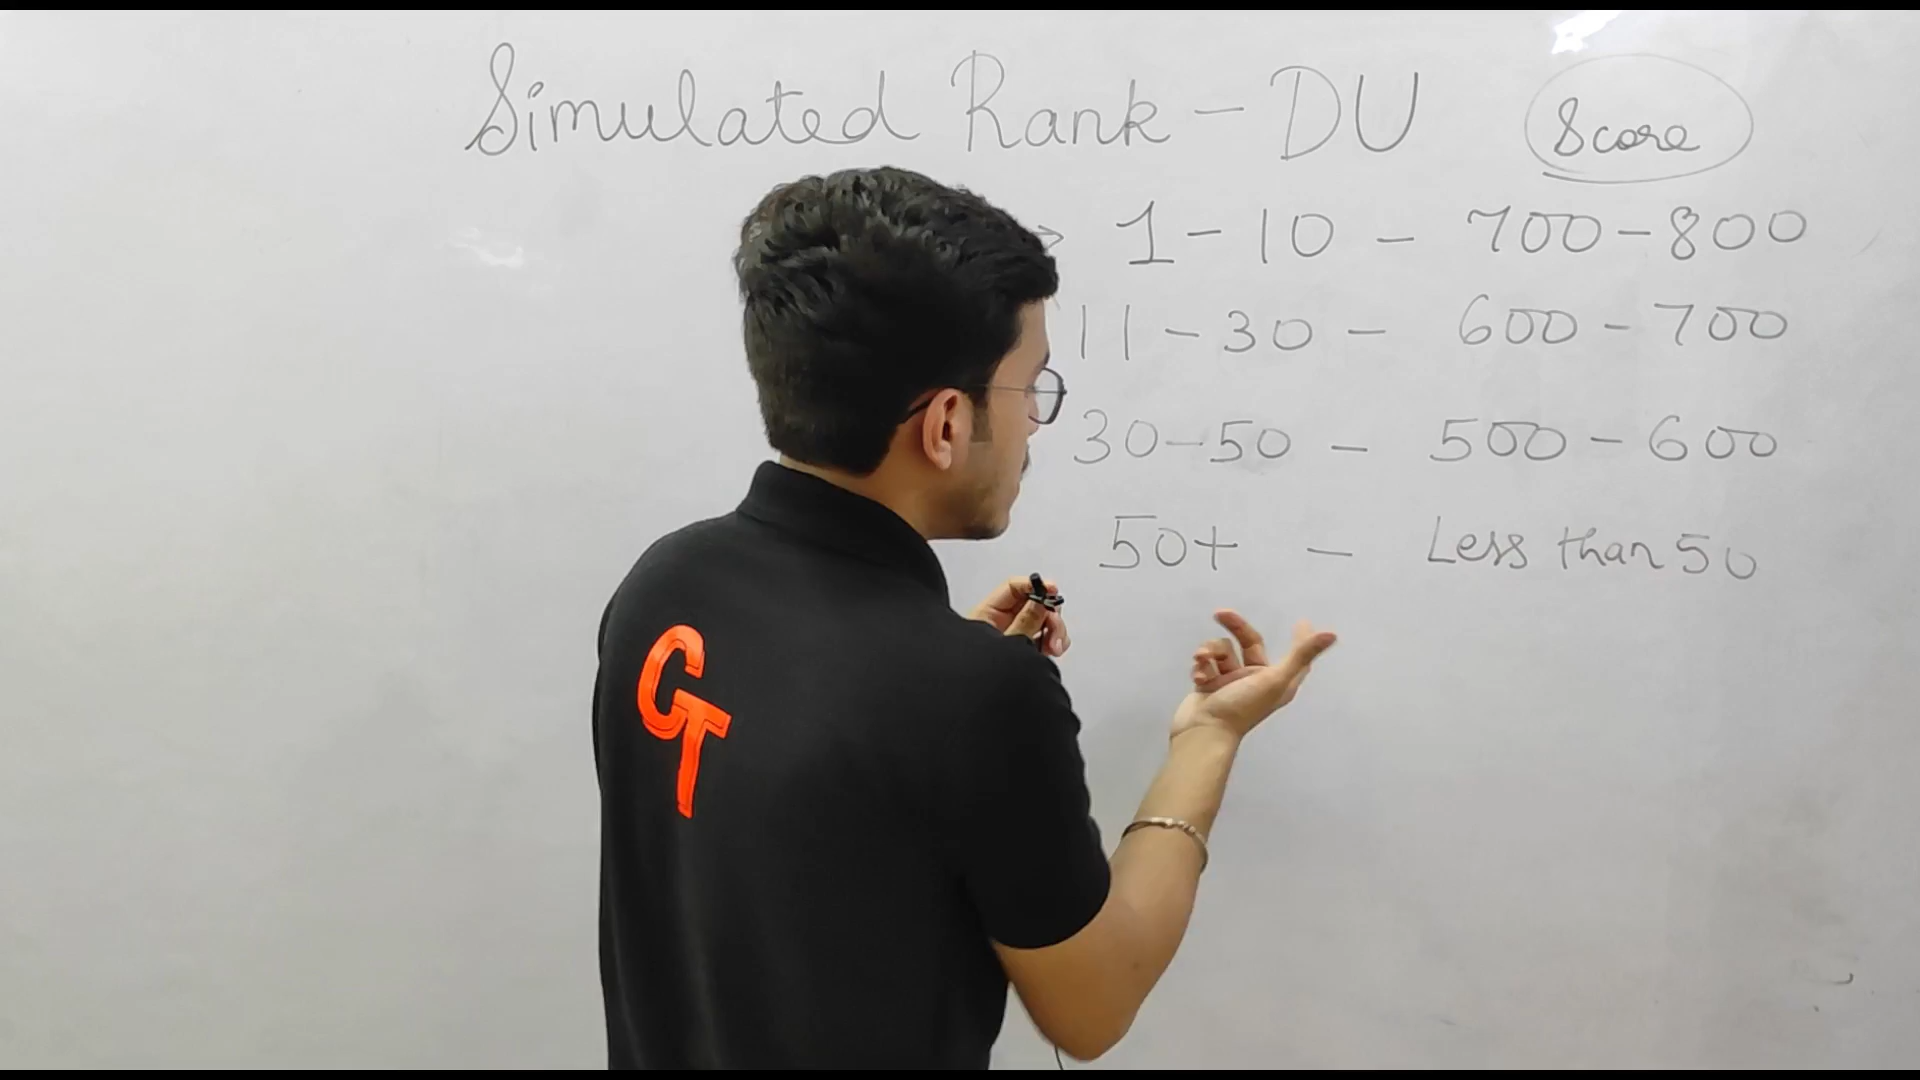 Simulated Rank - DU Score
→ 1 - 10 - 700 - 800
11 - 30 - 600 - 700
30 - 50 - 500 - 600
50+ - Less than 50
CT